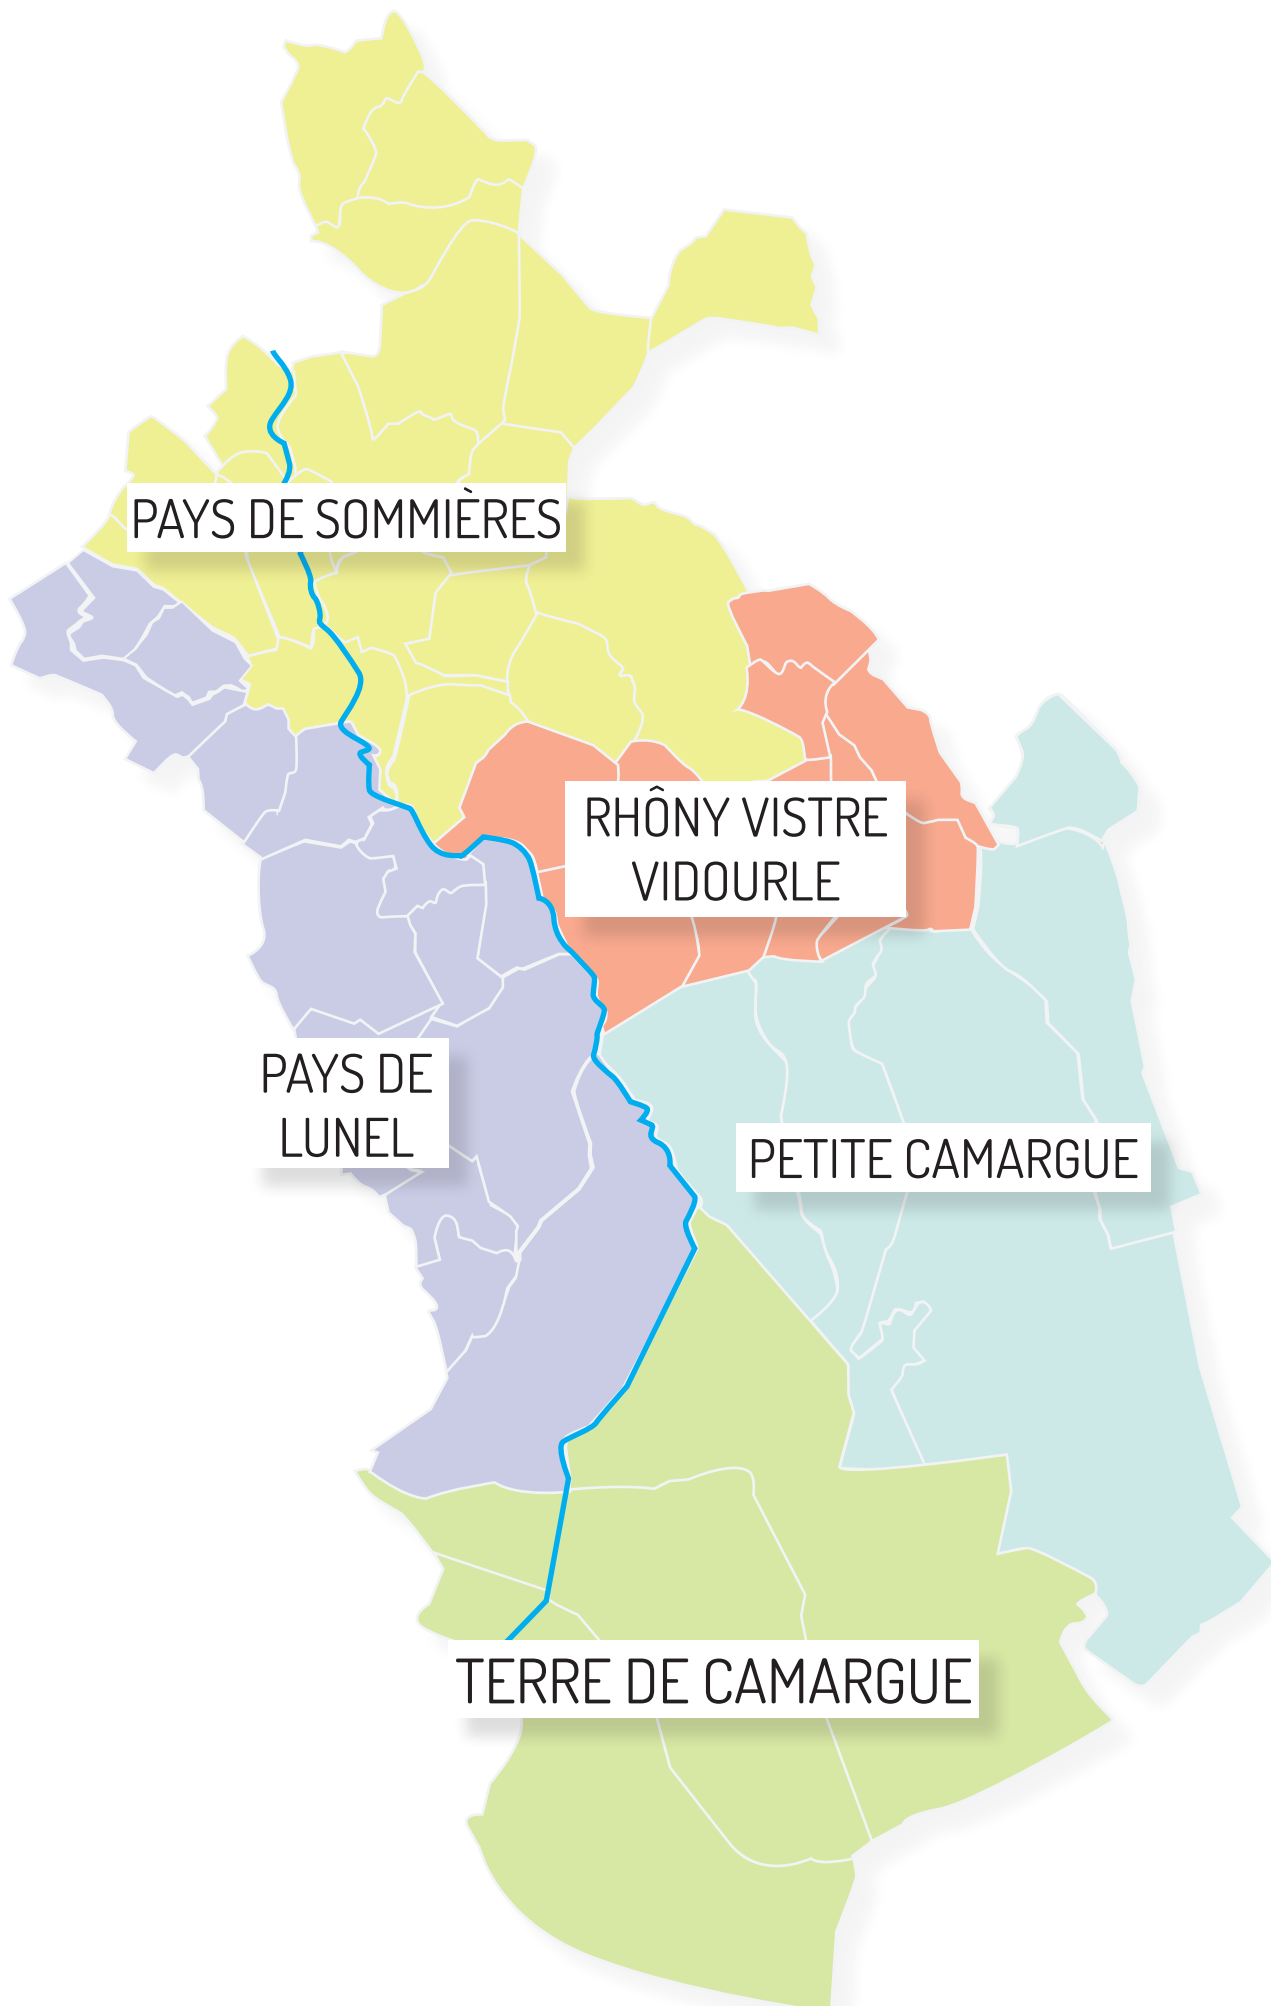 PAYS DE SOMMIÈRES
RHÔNY VISTRE
VIDOURLE
PAYS DE
LUNEL
PETITE CAMARGUE
TERRE DE CAMARGUE